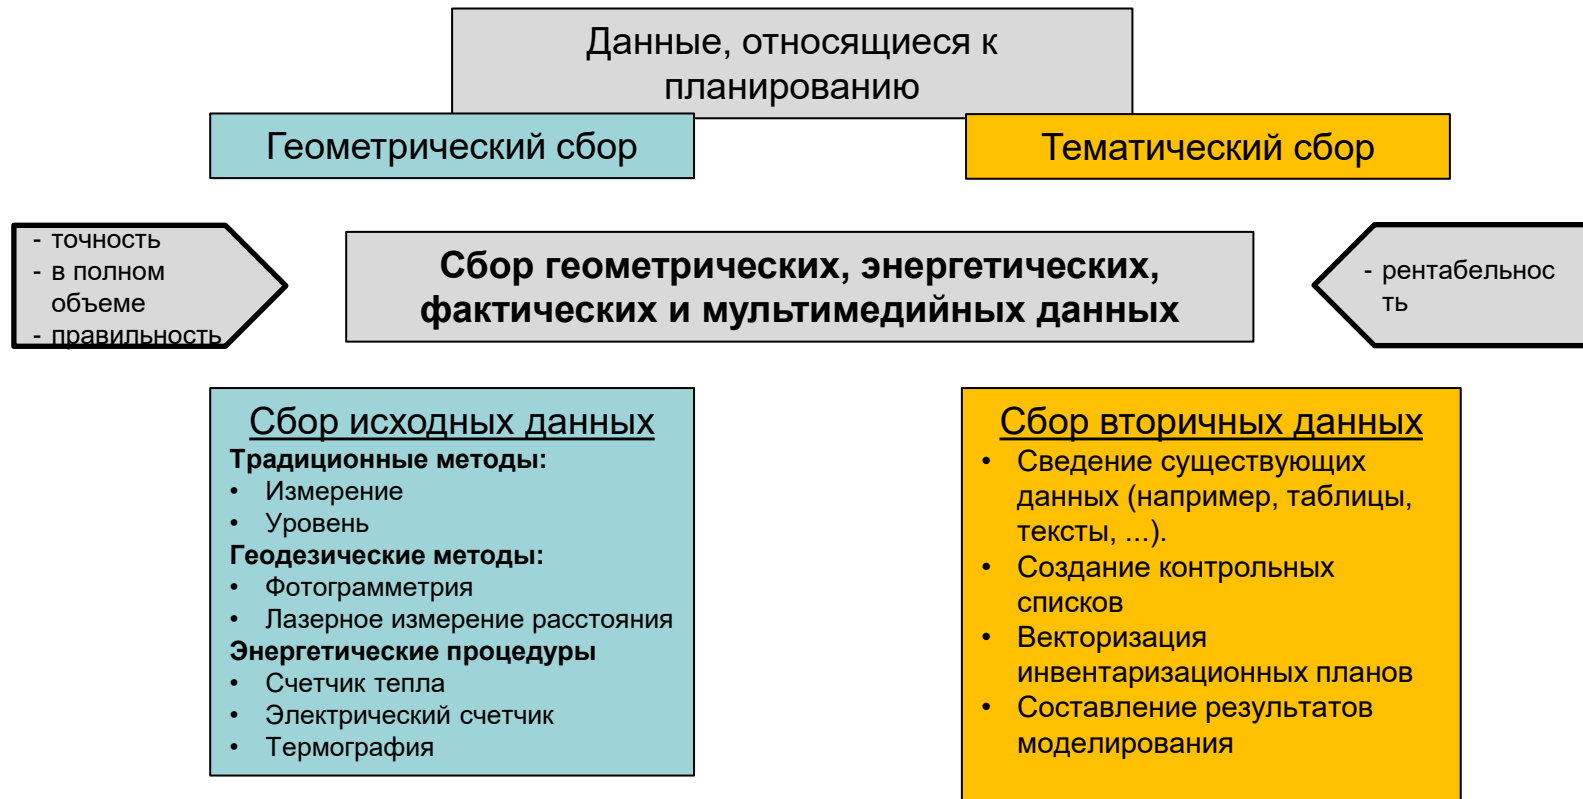 Данные, относящиеся к
планированию
Геометрический сбор
Тематический сбор
- точность
- в полном
объеме
- правильность
Сбор геометрических, энергетических,
фактических и мультимедийных данных
- рентабельнос
ть
Сбор исходных данных
Традиционные методы:
• Измерение
• Уровень
Геодезические методы:
• Фотограмметрия
• Лазерное измерение расстояния
Энергетические процедуры
• Счетчик тепла
• Электрический счетчик
• Термография
Сбор вторичных данных
• Сведение существующих
данных (например, таблицы,
тексты, ...).
• Создание контрольных
списков
• Векторизация
инвентаризационных планов
• Составление результатов
моделирования